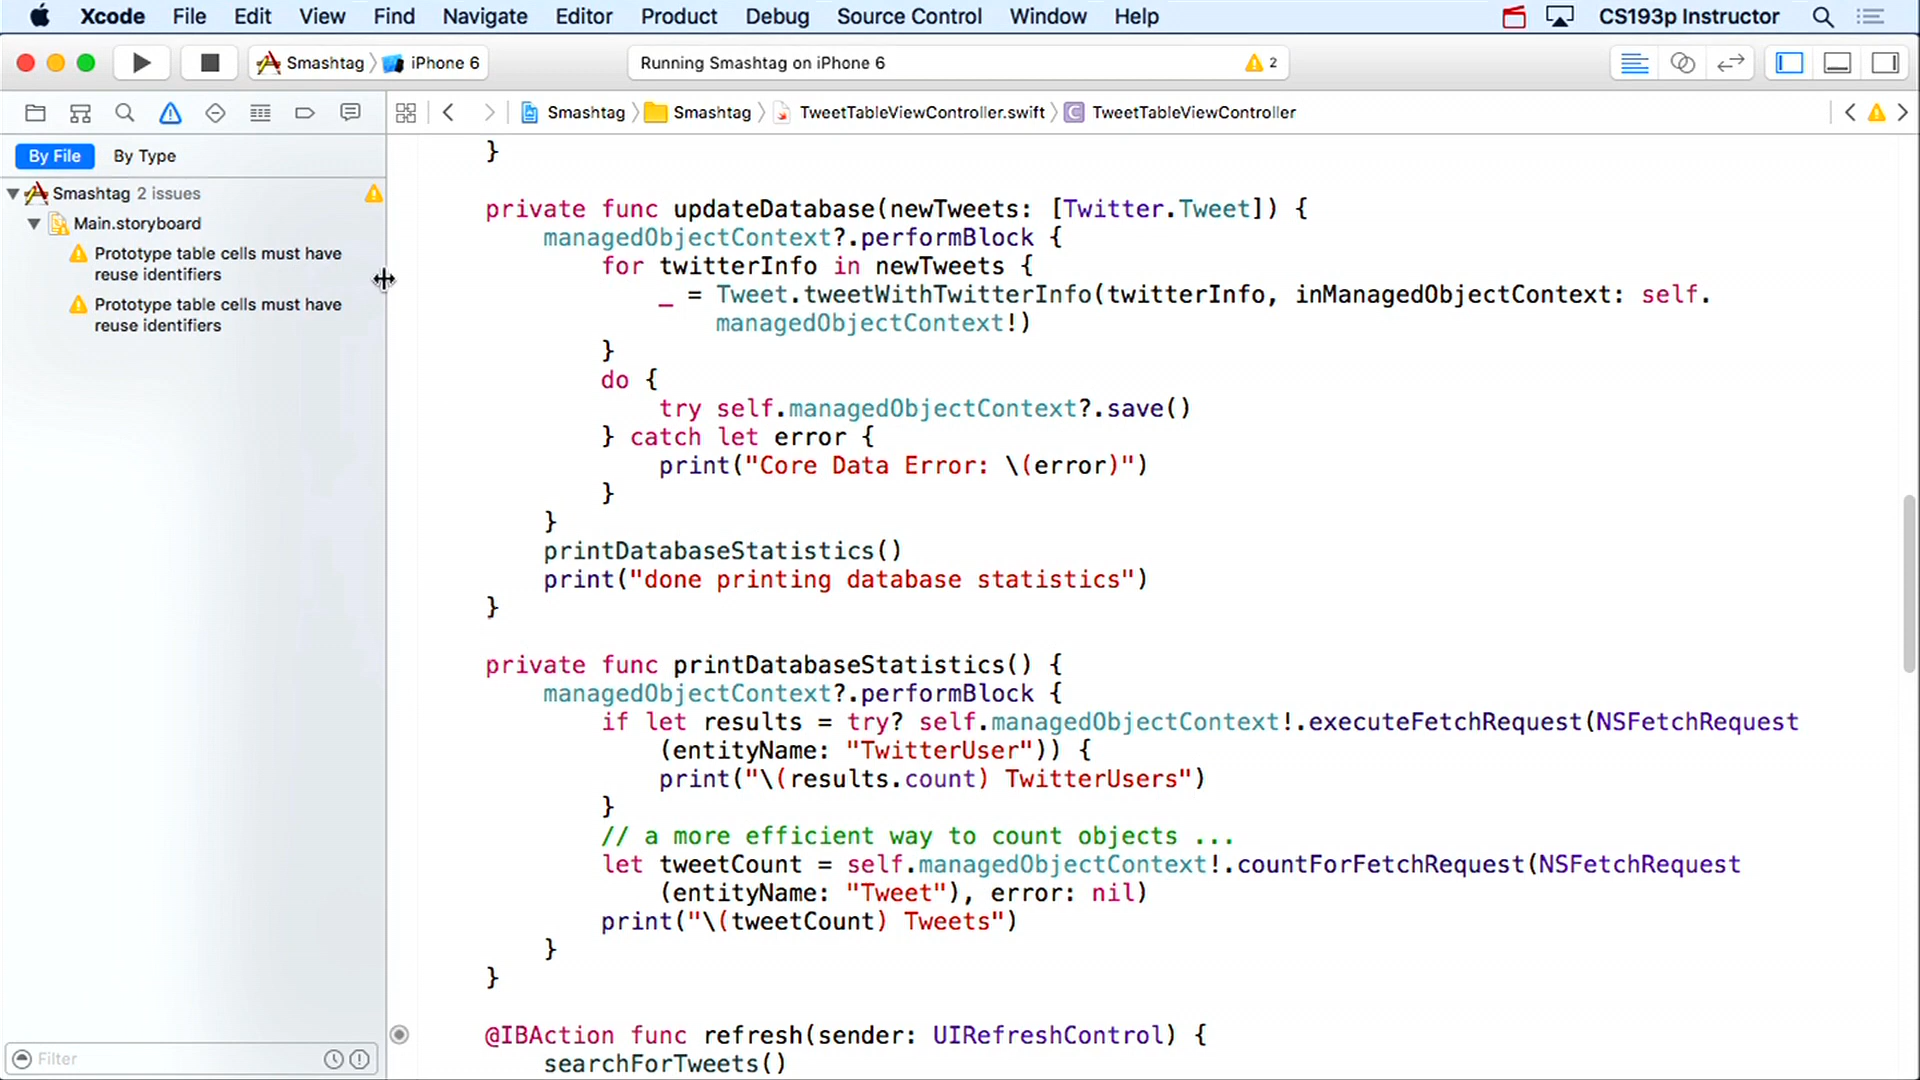 Xcode File Edit View Find Navigate Editor Product Debug Source Control Window Help CS193p Instructor
Smashtag iPhone 6 Running Smashtag on iPhone 6 2
Smashtag Smashtag TweetTableViewController.swift C TweetTableViewController
By File By Type
Smashtag 2 issues
Main.storyboard
Prototype table cells must have
reuse identifiers
Prototype table cells must have
reuse identifiers
Filter
}
private func updateDatabase(newTweets: [Twitter.Tweet]) {
managedObjectContext?.performBlock {
for twitterInfo in newTweets {
_ = Tweet.tweetWithTwitterInfo(twitterInfo, inManagedObjectContext: self.
managedObjectContext!)
}
do {
try self.managedObjectContext?.save()
} catch let error {
print("Core Data Error: \(error)")
}
}
printDatabaseStatistics()
print("done printing database statistics")
}
private func printDatabaseStatistics() {
managedObjectContext?.performBlock {
if let results = try? self.managedObjectContext!.executeFetchRequest(NSFetchRequest
(entityName: "TwitterUser")) {
print("\(results.count) TwitterUsers")
}
// a more efficient way to count objects ...
let tweetCount = self.managedObjectContext!.countForFetchRequest(NSFetchRequest
(entityName: "Tweet"), error: nil)
print("\(tweetCount) Tweets")
}
}
@IBAction func refresh(sender: UIRefreshControl) {
searchForTweets()